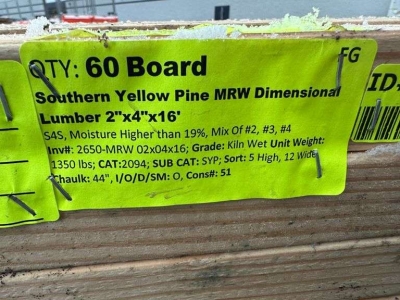 QTY: 60 Board
FG
Southern Yellow Pine MRW Dimensional
Lumber 2"x4"x16'
S4S, Moisture Higher than 19%, Mix Of #2, #3, #4
Inv#: 2650-MRW 02x04x16; Grade: Kiln Wet Unit Weight:
1350 lbs; CAT:2094; SUB CAT: SYP; Sort: 5 High, 12 Wide
Chaulk: 44", I/O/D/SM: O, Cons#: 51
ID#